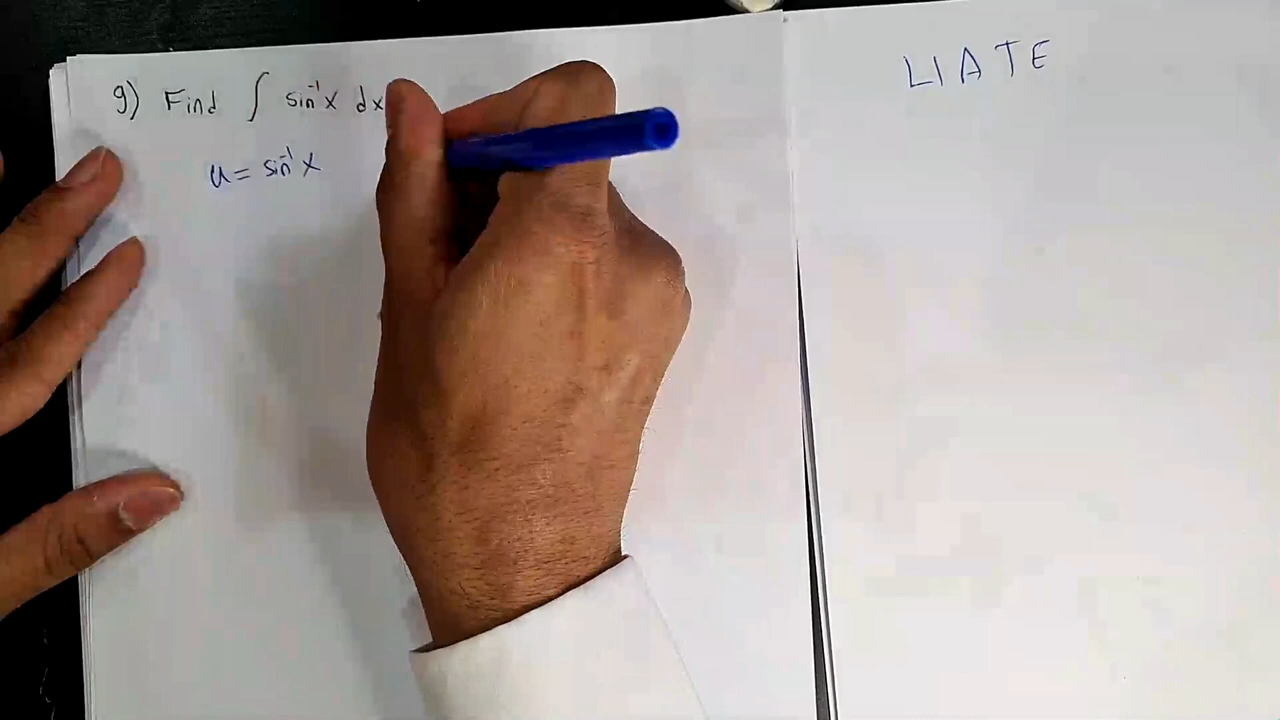 9) Find ∫ sin⁻¹x dx
u = sin⁻¹x
LIATE